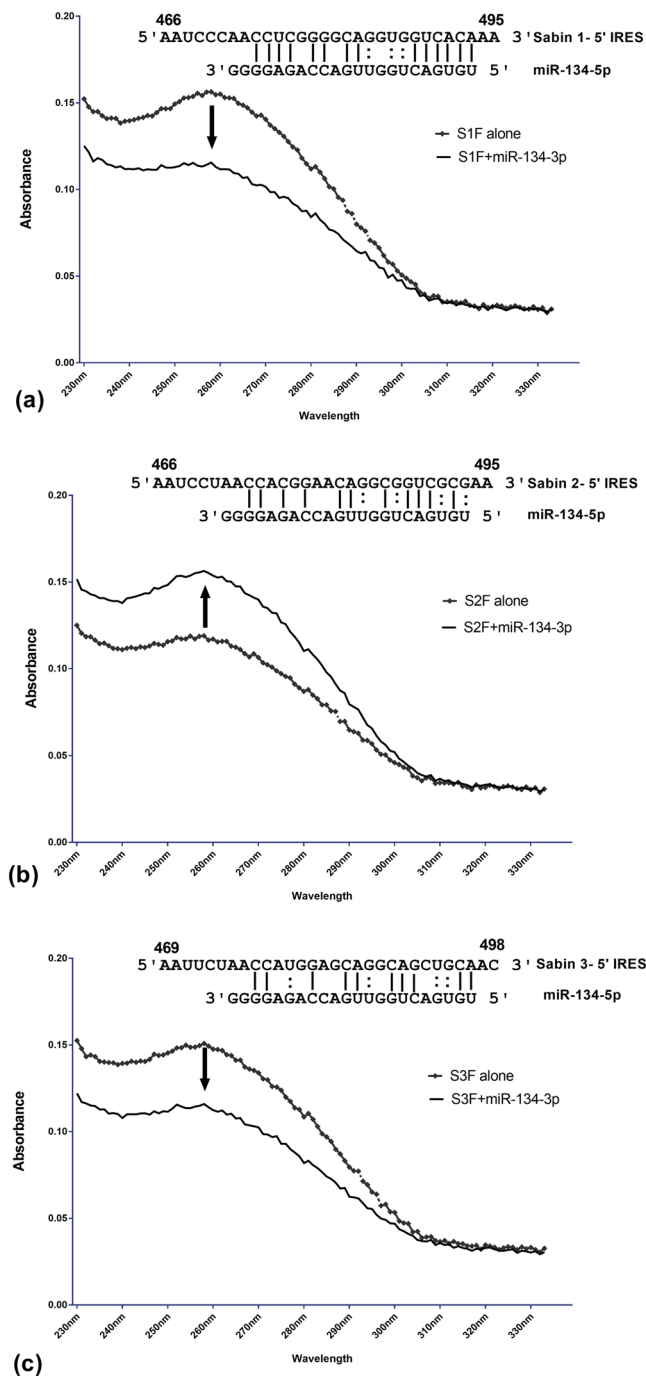 466 495
5'AAUCCCAACCUCGGGGCAGGUGGUCACAAA 3' Sabin 1- 5' IRES
3'GGGGAGACCAGUUGGUCAGUGU 5' miR-134-5p
0.20
0.15
0.10
0.05
0.00
Absorbance
S1F alone
S1F+miR-134-3p
230nm 240nm 250nm 260nm 270nm 280nm 290nm 300nm 310nm 320nm 330nm
Wavelength
(a)
466 495
5'AAUCCUAACCACGGAACAGGCGGUCGCGAA 3' Sabin 2- 5' IRES
3'GGGGAGACCAGUUGGUCAGUGU 5' miR-134-5p
0.20
0.15
0.10
0.05
0.00
Absorbance
S2F alone
S2F+miR-134-3p
230nm 240nm 250nm 260nm 270nm 280nm 290nm 300nm 310nm 320nm 330nm
Wavelength
(b)
469 498
5'AAUUCUAACCAUGGAGCAGGCAGCUGCAAC 3' Sabin 3- 5' IRES
3'GGGGAGACCAGUUGGUCAGUGU 5' miR-134-5p
0.20
0.15
0.10
0.05
0.00
Absorbance
S3F alone
S3F+miR-134-3p
230nm 240nm 250nm 260nm 270nm 280nm 290nm 300nm 310nm 320nm 330nm
Wavelength
(c)